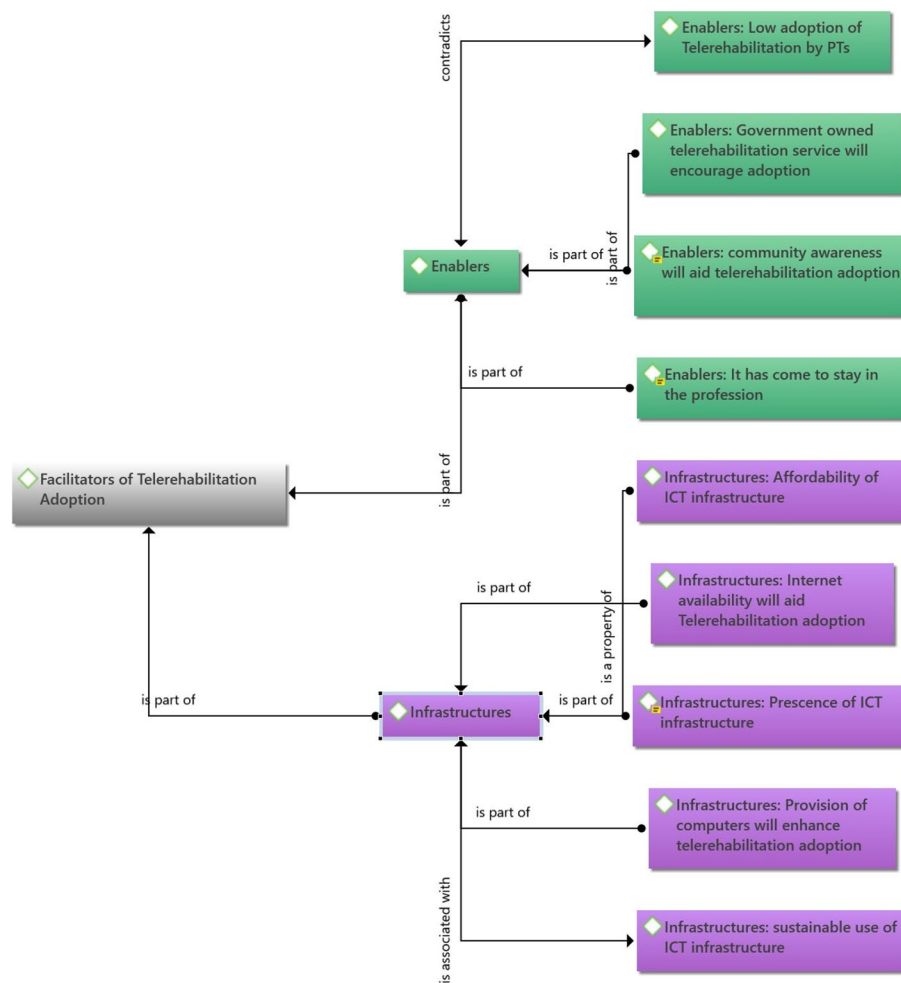 contradicts
Enablers: Low adoption of
Telerehabilitation by PTs
Enablers: Government owned
telerehabilitation service will
encourage adoption
is part of
is part of
Enablers
Enablers: community awareness
will aid telerehabilitation adoption
is part of
Enablers: It has come to stay in
the profession
is part of
Facilitators of Telerehabilitation
Adoption
Infrastructures: Affordability of
ICT infrastructure
is part of
is a property of
Infrastructures: Internet
availability will aid
Telerehabilitation adoption
is part of
Infrastructures
is part of
Infrastructures: Prescence of ICT
infrastructure
is part of
Infrastructures: Provision of
computers will enhance
telerehabilitation adoption
is associated with
Infrastructures: sustainable use of
ICT infrastructure